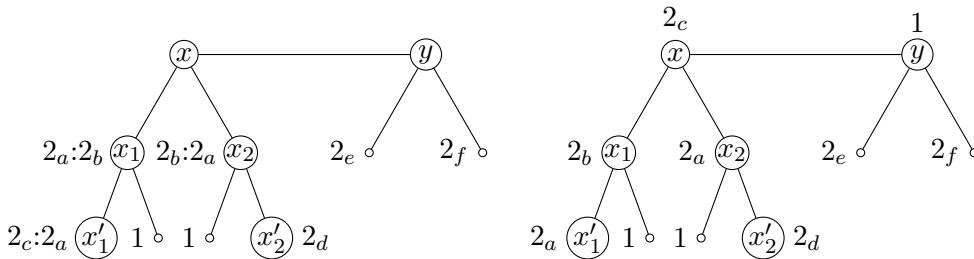 2_c 1
x y x y
2_a:2_b x_1 2_b:2_a x_2 2_e 2_f 2_b x_1 2_a x_2 2_e 2_f
2_c:2_a x'_1 1 1 x'_2 2_d 2_a x'_1 1 1 x'_2 2_d